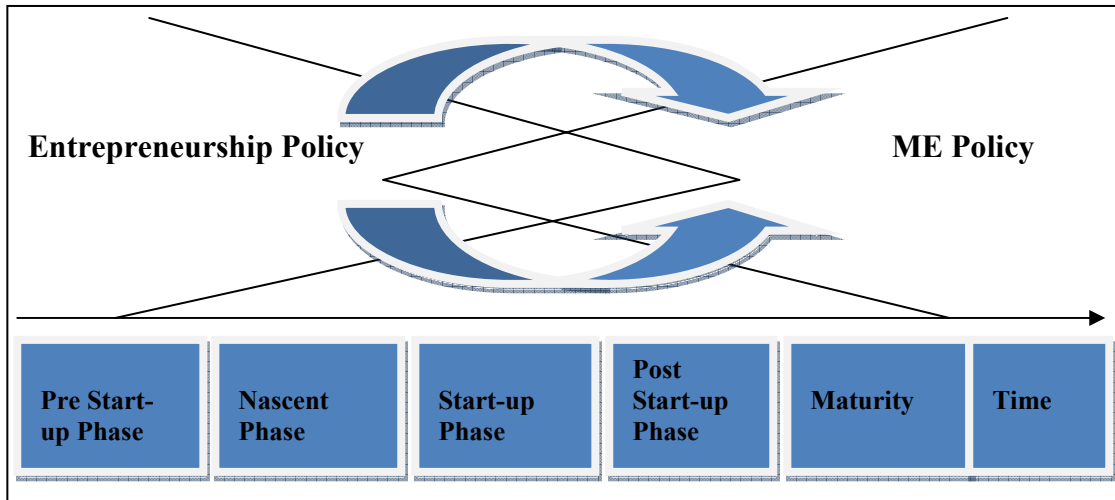 Entrepreneurship Policy
ME Policy
Pre Start-
up Phase
Nascent
Phase
Start-up
Phase
Post
Start-up
Phase
Maturity
Time